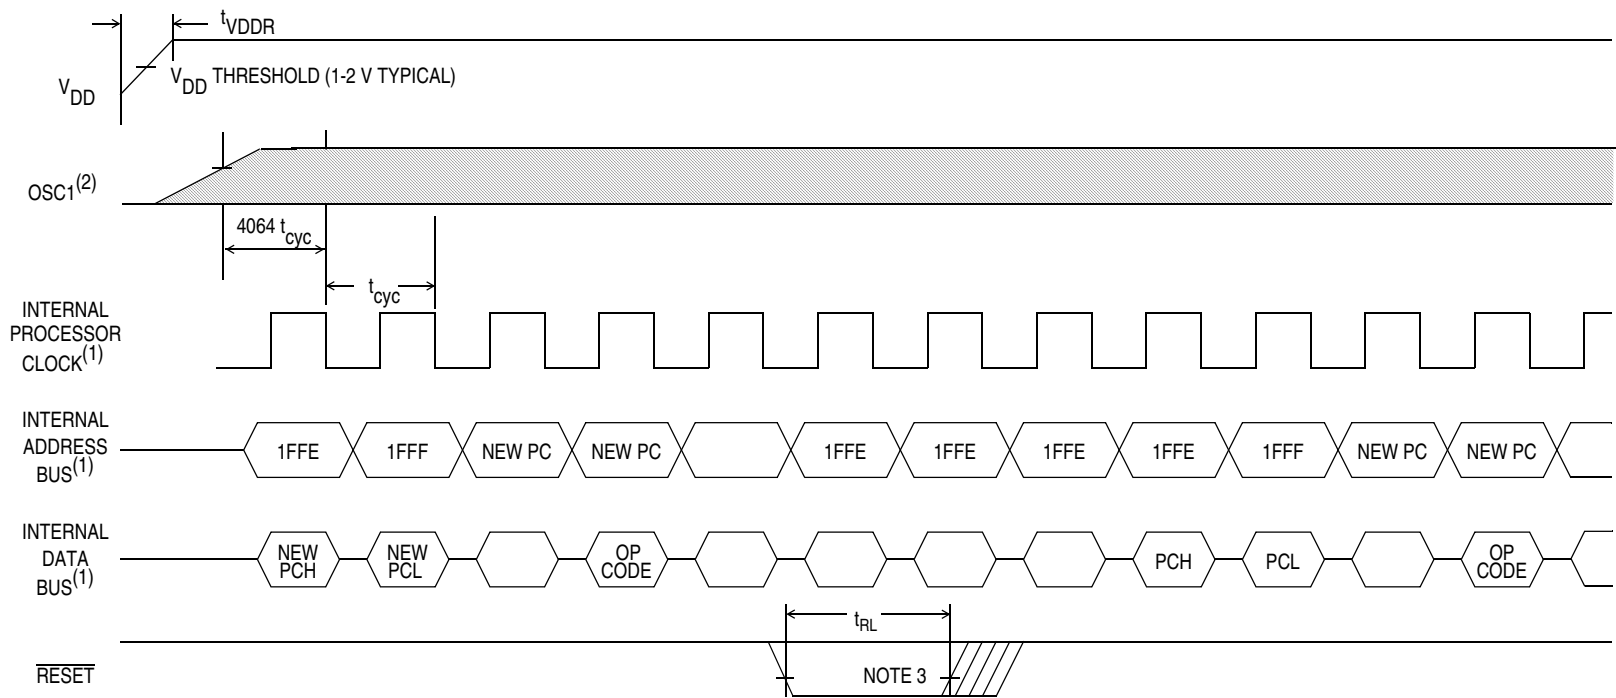 tVDDR
VDD THRESHOLD (1-2 V TYPICAL)
VDD
OSC1(2)
4064 tcyc
tcyc
INTERNAL
PROCESSOR
CLOCK(1)
INTERNAL
ADDRESS
BUS(1)
1FFE 1FFF NEW PC NEW PC 1FFE 1FFE 1FFE 1FFE 1FFF NEW PC NEW PC
INTERNAL
DATA
BUS(1)
NEW
PCH
NEW
PCL
OP
CODE
PCH
PCL
OP
CODE
tRL
RESET
NOTE 3